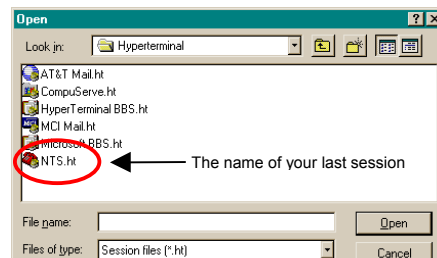 Open
Look in: Hyperterminal
AT&T Mail.ht
CompuServe.ht
HyperTerminal BBS.ht
MCI Mail.ht
Microsoft BBS.ht
NTS.ht
The name of your last session
File name: Open
Files of type: Session files (*.ht) Cancel